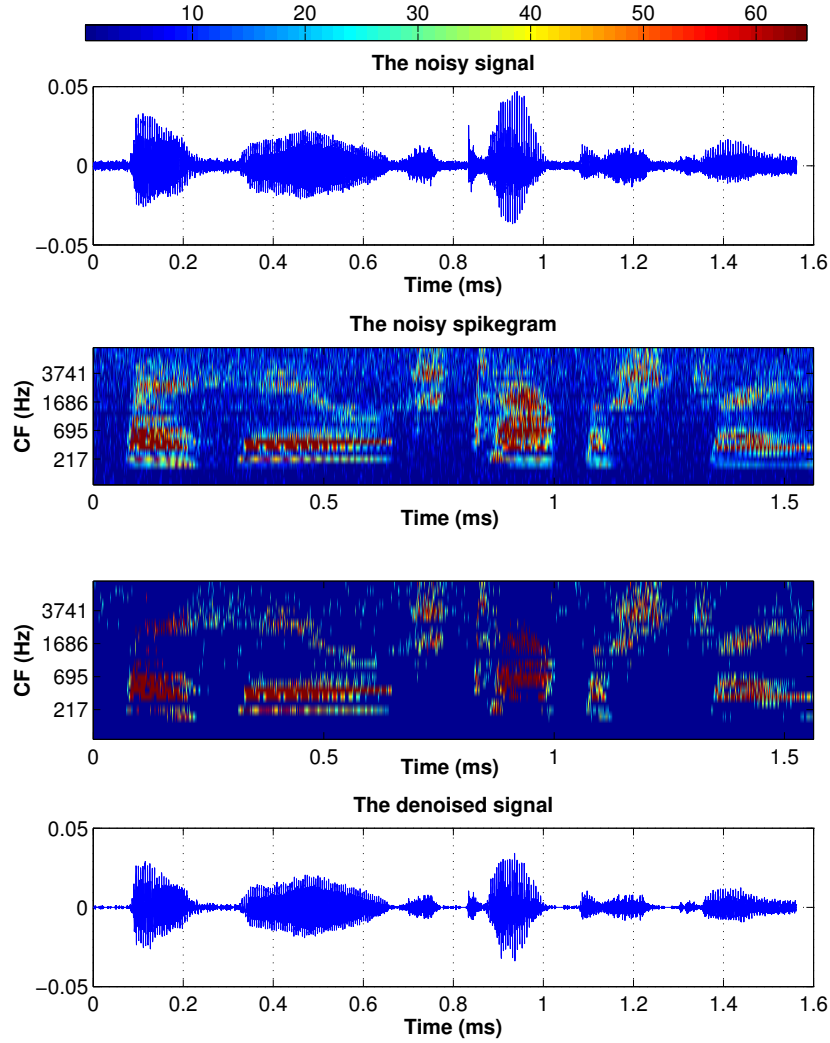 10 20 30 40 50 60
The noisy signal
0.05
0
−0.05
0 0.2 0.4 0.6 0.8 1 1.2 1.4 1.6
Time (ms)
The noisy spikegram
CF (Hz)
3741
1686
695
217
0 0.5 1 1.5
Time (ms)
CF (Hz)
3741
1686
695
217
0 0.5 1 1.5
Time (ms)
The denoised signal
0.05
0
−0.05
0 0.2 0.4 0.6 0.8 1 1.2 1.4 1.6
Time (ms)